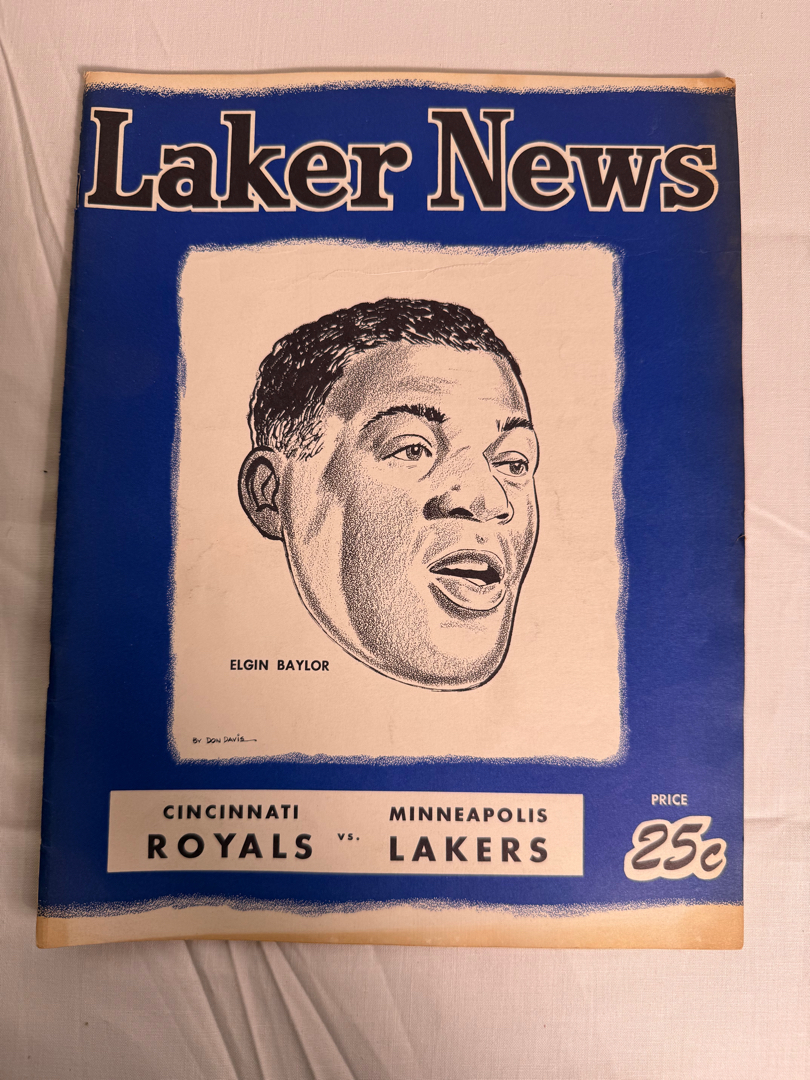 Laker News
ELGIN BAYLOR
BY DON DAVIS
CINCINNATI
ROYALS
vs.
MINNEAPOLIS
LAKERS
PRICE
25c